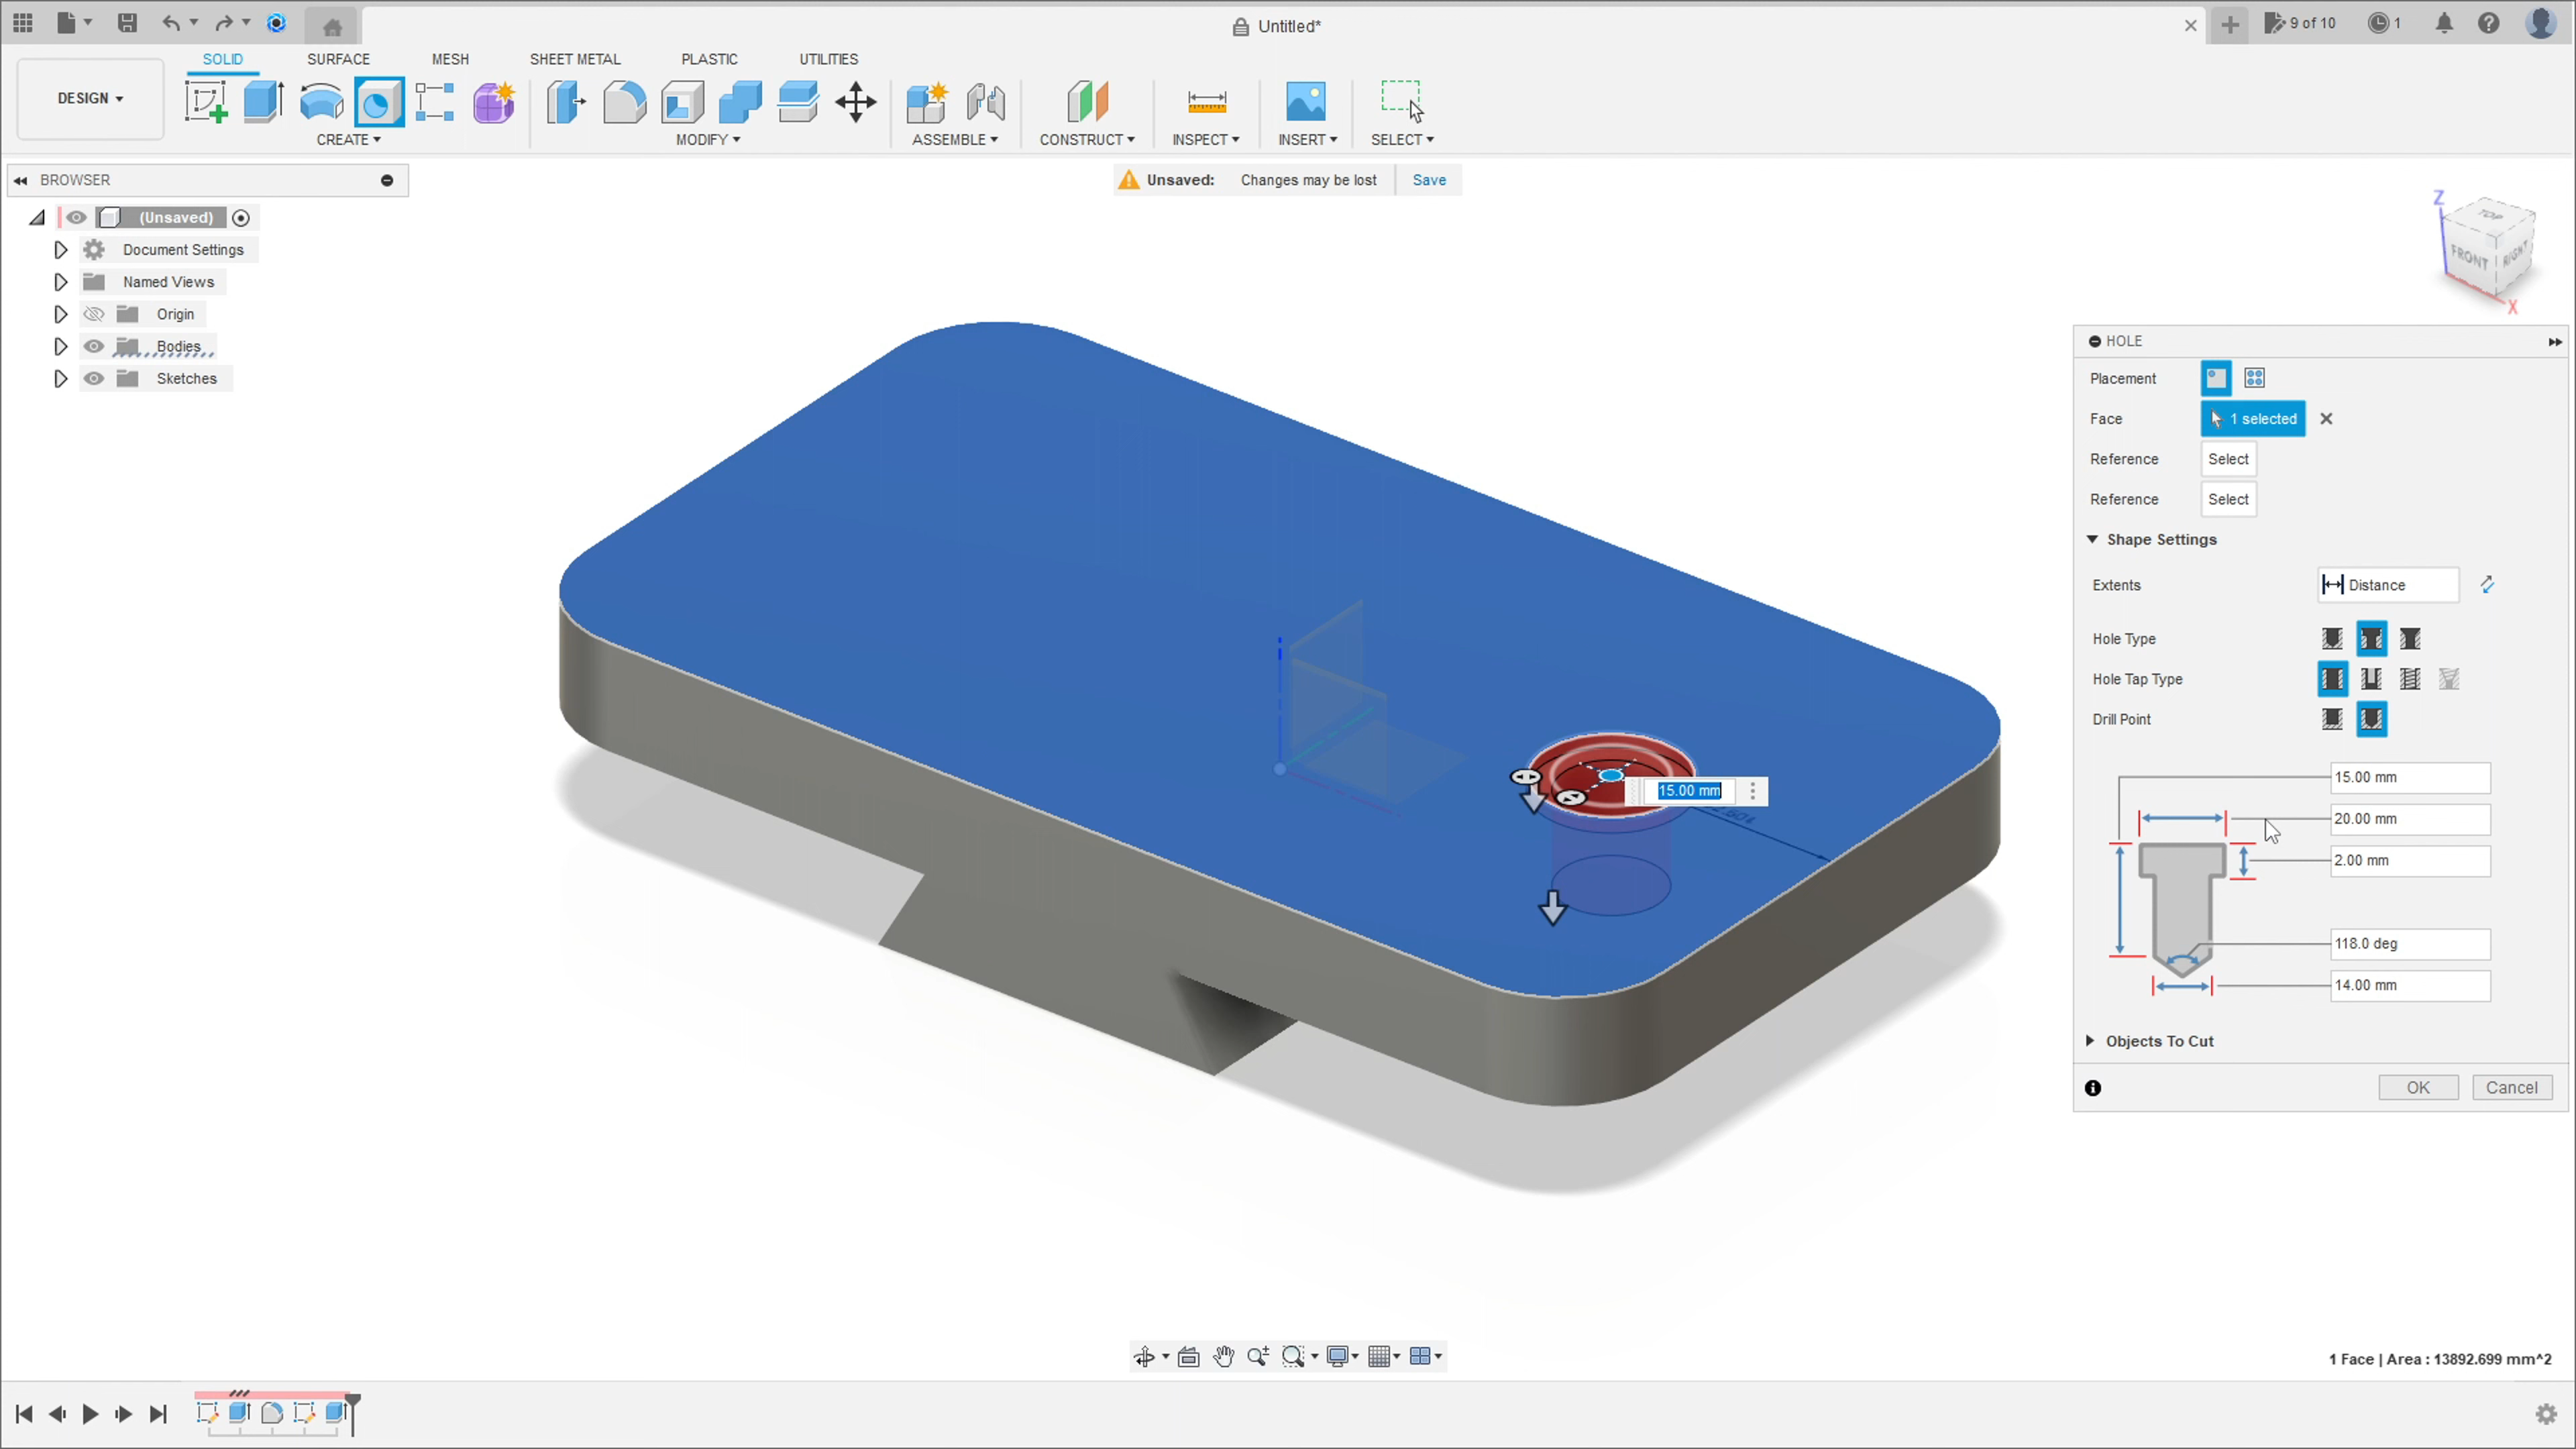 Untitled*
9 of 10
1
DESIGN
SOLID
SURFACE
MESH
SHEET METAL
PLASTIC
UTILITIES
CREATE
MODIFY
ASSEMBLE
CONSTRUCT
INSPECT
INSERT
SELECT
BROWSER
Unsaved: Changes may be lost Save
(Unsaved)
Document Settings
Named Views
Origin
Bodies
Sketches
Z
TOP
FRONT
RIGHT
X
HOLE
Placement
Face 1 selected
Reference Select
Reference Select
Shape Settings
Extents Distance
Hole Type
Hole Tap Type
Drill Point
15.00 mm
15.00 mm
20.00 mm
2.00 mm
118.0 deg
14.00 mm
Objects To Cut
OK Cancel
1 Face | Area : 13892.699 mm^2